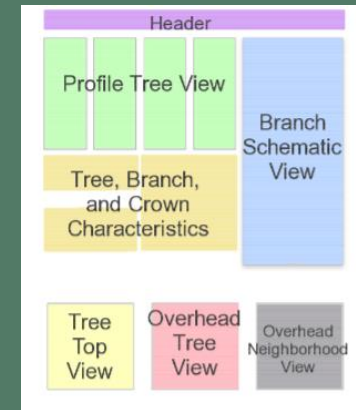 Header
Profile Tree View
Branch
Schematic
View
Tree, Branch,
and Crown
Characteristics
Tree
Top
View
Overhead
Tree
View
Overhead
Neighborhood
View